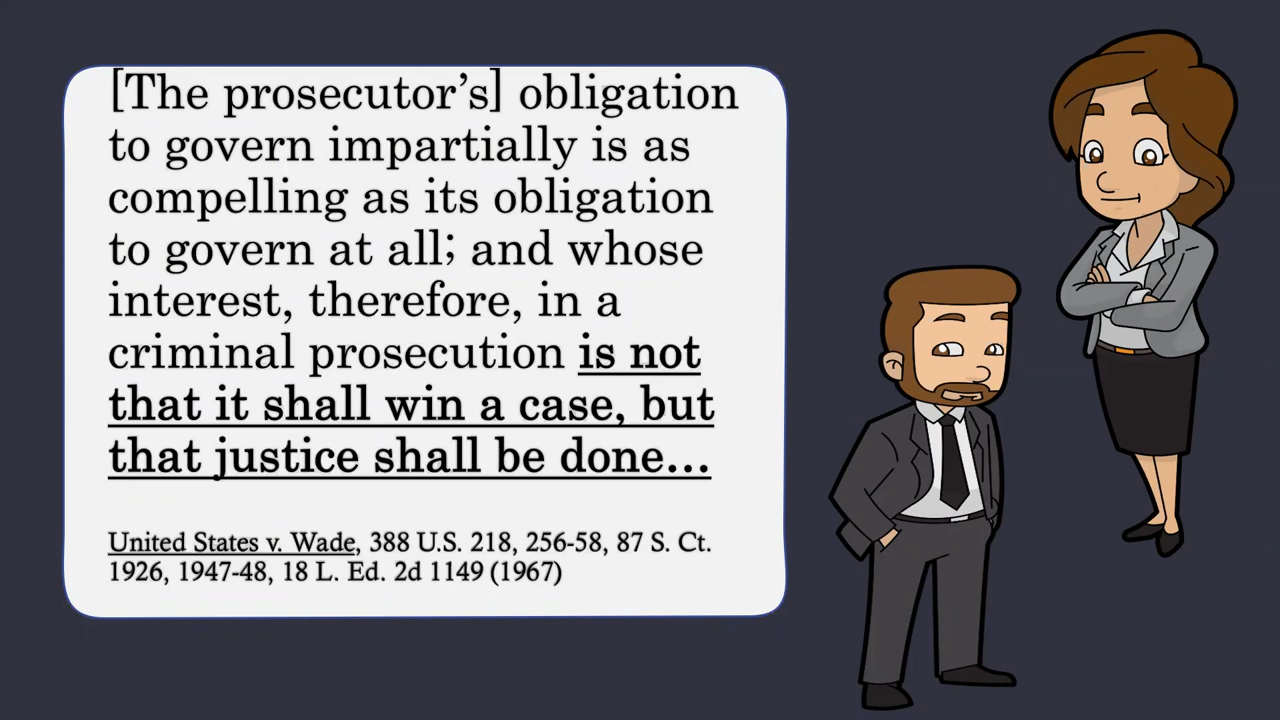 [The prosecutor’s] obligation
to govern impartially is as
compelling as its obligation
to govern at all; and whose
interest, therefore, in a
criminal prosecution is not
that it shall win a case, but
that justice shall be done…
United States v. Wade, 388 U.S. 218, 256-58, 87 S. Ct.
1926, 1947-48, 18 L. Ed. 2d 1149 (1967)